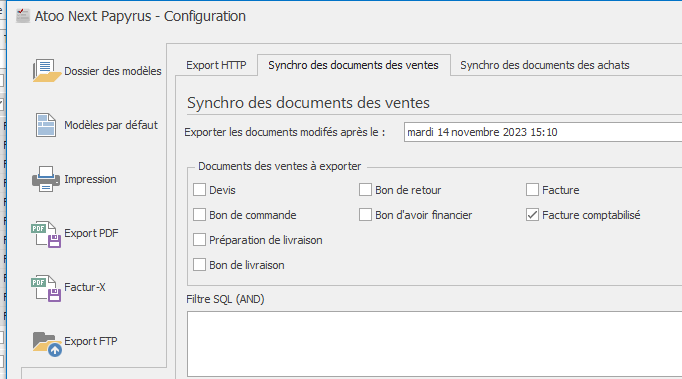 Atoo Next Papyrus - Configuration
Dossier des modèles
Modèles par défaut
Impression
Export PDF
Factur-X
Export FTP
Export HTTP
Synchro des documents des ventes
Synchro des documents des achats
Synchro des documents des ventes
Exporter les documents modifiés après le :
mardi 14 novembre 2023 15:10
Documents des ventes à exporter
Devis
Bon de retour
Facture
Bon de commande
Bon d'avoir financier
Facture comptabilisé
Préparation de livraison
Bon de livraison
Filtre SQL (AND)